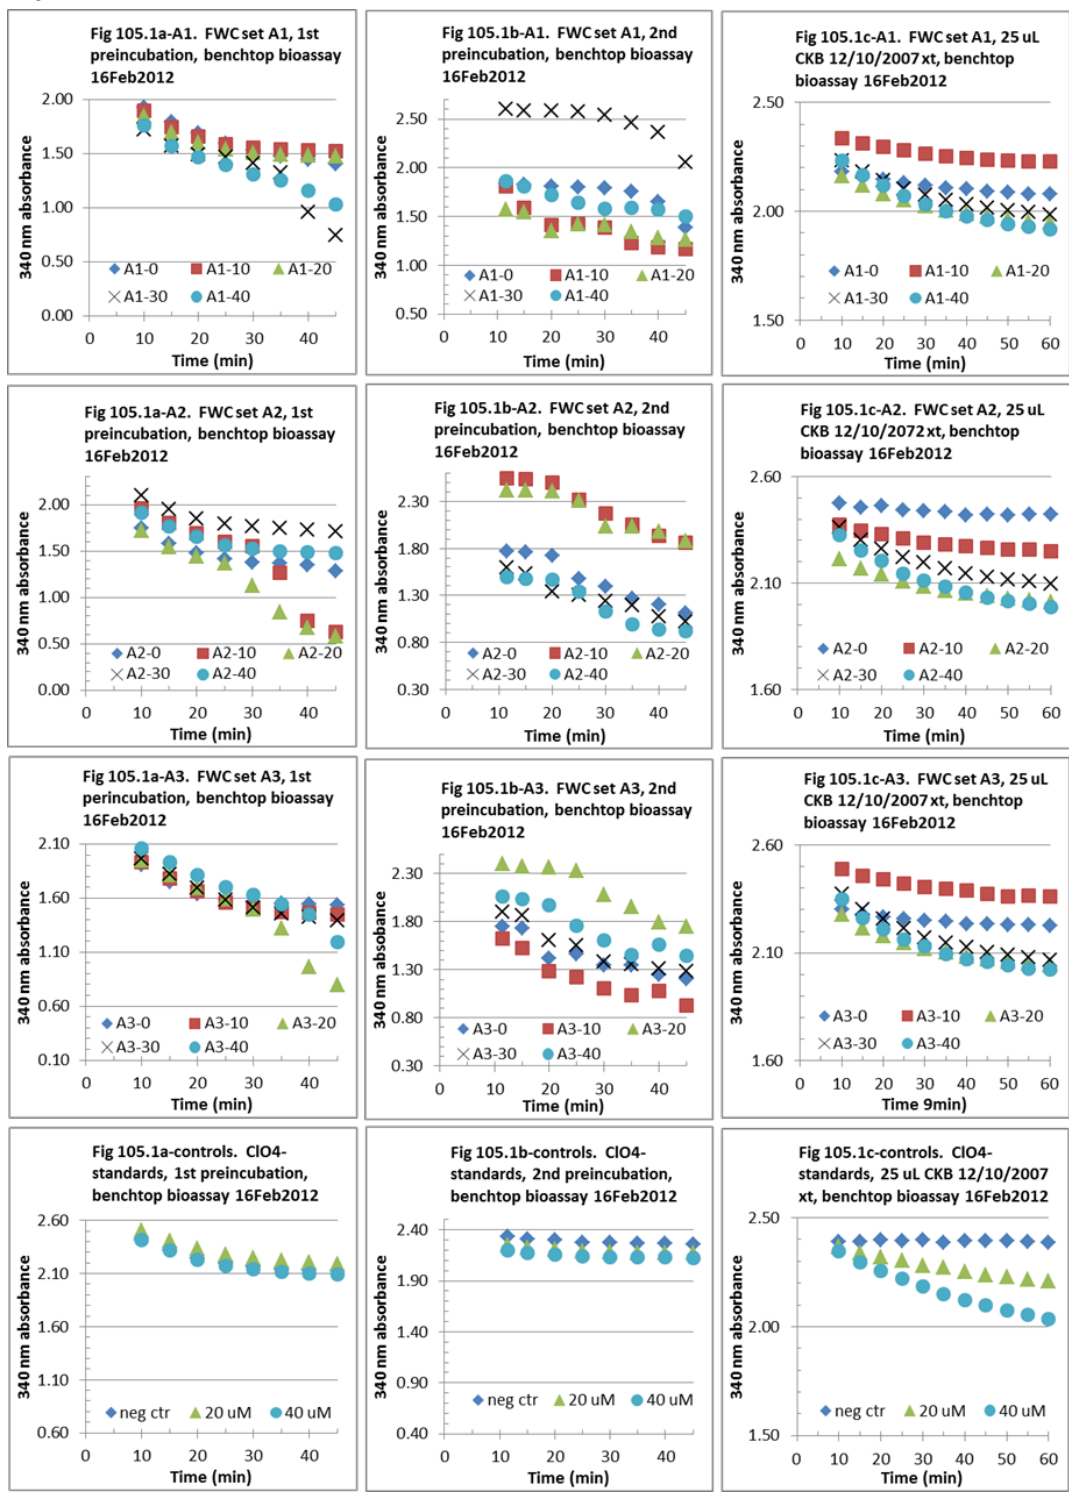 Fig 105.1a-A1. FWC set A1, 1st
preincubation, benchtop bioassay
16Feb2012
340 nm absorbance
2.00
1.50
1.00
0.50
0.00
A1-0 A1-10 A1-20
A1-30 A1-40
0 10 20 30 40
Time (min)
Fig 105.1b-A1. FWC set A1, 2nd
preincubation, benchtop bioassay
16Feb2012
340 nm absorbance
2.50
2.00
1.50
1.00
0.50
A1-0 A1-10 A1-20
A1-30 A1-40
0 10 20 30 40
Time (min)
Fig 105.1c-A1. FWC set A1, 25 uL
CKB 12/10/2007 xt, benchtop
bioassay 16Feb2012
340 nm absorbance
2.50
2.00
1.50
A1-0 A1-10 A1-20
A1-30 A1-40
0 10 20 30 40 50 60
Time (min)
Fig 105.1a-A2. FWC set A2, 1st
preincubation, benchtop bioassay
16Feb2012
340 nm absorbance
2.00
1.50
1.00
0.50
0.00
A2-0 A2-10 A2-20
A2-30 A2-40
0 10 20 30 40
Time (min)
Fig 105.1b-A2. FWC set A2, 2nd
preincubation, benchtop bioassay
16Feb2012
340 nm absorbance
2.30
1.80
1.30
0.80
0.30
A2-0 A2-10 A2-20
A2-30 A2-40
0 10 20 30 40
Time (min)
Fig 105.1c-A2. FWC set A2, 25 uL
CKB 12/10/2072 xt, benchtop
bioassay 16Feb2012
340 nm absorbance
2.60
2.10
1.60
A2-0 A2-10 A2-20
A2-30 A2-40
0 10 20 30 40 50 60
Time (min)
Fig 105.1a-A3. FWC set A3, 1st
perincubation, benchtop bioassay
16Feb2012
340 nm absorbance
2.10
1.60
1.10
0.60
0.10
A3-0 A3-10 A3-20
A3-30 A3-40
0 10 20 30 40
Time (min)
Fig 105.1b-A3. FWC set A3, 2nd
preincubation, benchtop bioassay
16Feb2012
340 nm absorbance
2.30
1.80
1.30
0.80
0.30
A3-0 A3-10 A3-20
A3-30 A3-40
0 10 20 30 40
Time (min)
Fig 105.1c-A3. FWC set A3, 25 uL
CKB 12/10/2007 xt, benchtop
bioassay 16Feb2012
340 nm absorbance
2.60
2.10
1.60
A3-0 A3-10 A3-20
A3-30 A3-40
0 10 20 30 40 50 60
Time 9min)
Fig 105.1a-controls. ClO4-
standards, 1st preincubation,
benchtop bioassay 16Feb2012
340 nm absorbance
2.60
2.10
1.60
1.10
0.60
neg ctr 20 uM 40 uM
0 10 20 30 40
Time (min)
Fig 105.1b-controls. ClO4-
standards, 2nd preincubation,
benchtop bioassay 16Feb2012
340 nm absorbance
2.40
1.90
1.40
0.90
0.40
neg ctr 20 uM 40 uM
0 10 20 30 40
Time (min)
Fig 105.1c-controls. ClO4-
standards, 25 uL CKB 12/10/2007
xt, benchtop bioassay 16Feb2012
340 nm absorbance
2.50
2.00
1.50
neg ctr 20 uM 40 uM
0 10 20 30 40 50 60
Time (min)